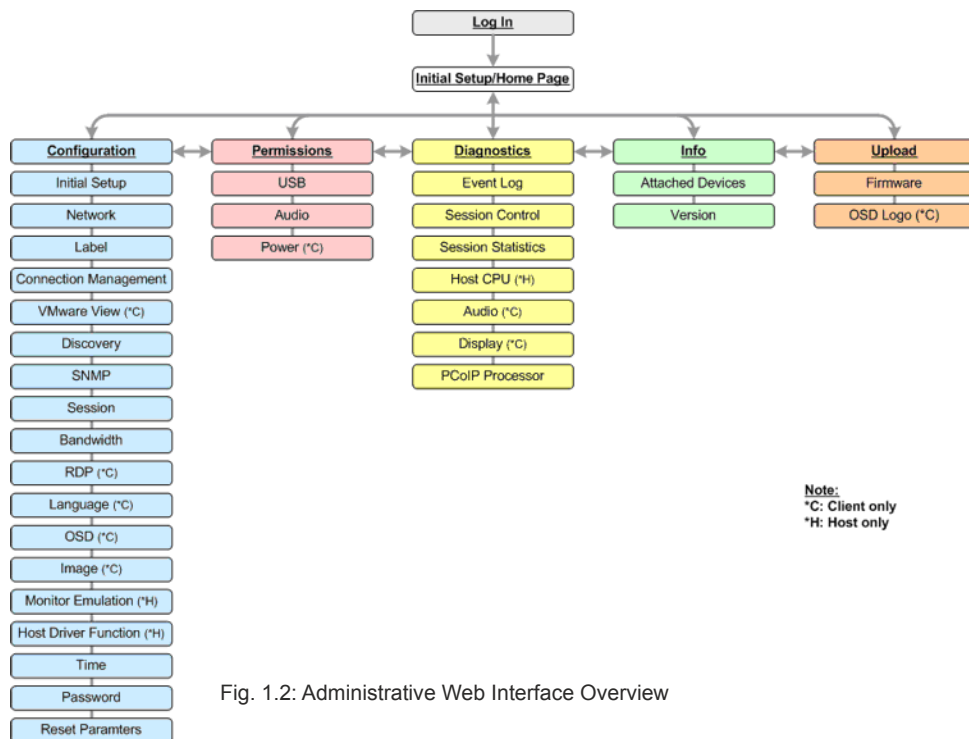 Log In
Initial Setup/Home Page
Configuration
Initial Setup
Network
Label
Connection Management
VMware View (*C)
Discovery
SNMP
Session
Bandwidth
RDP (*C)
Language (*C)
OSD (*C)
Image (*C)
Monitor Emulation (*H)
Host Driver Function (*H)
Time
Password
Reset Paramters
Permissions
USB
Audio
Power (*C)
Diagnostics
Event Log
Session Control
Session Statistics
Host CPU (*H)
Audio (*C)
Display (*C)
PCoIP Processor
Info
Attached Devices
Version
Upload
Firmware
OSD Logo (*C)
Note:
*C: Client only
*H: Host only
Fig. 1.2: Administrative Web Interface Overview